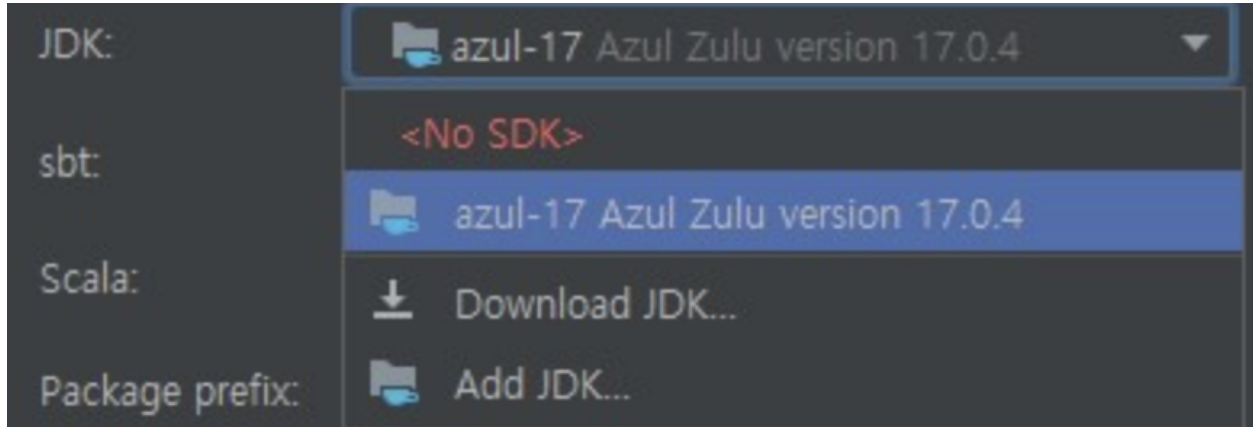 JDK:
azul-17 Azul Zulu version 17.0.4
<No SDK>
sbt:
azul-17 Azul Zulu version 17.0.4
Scala:
Download JDK...
Package prefix:
Add JDK...